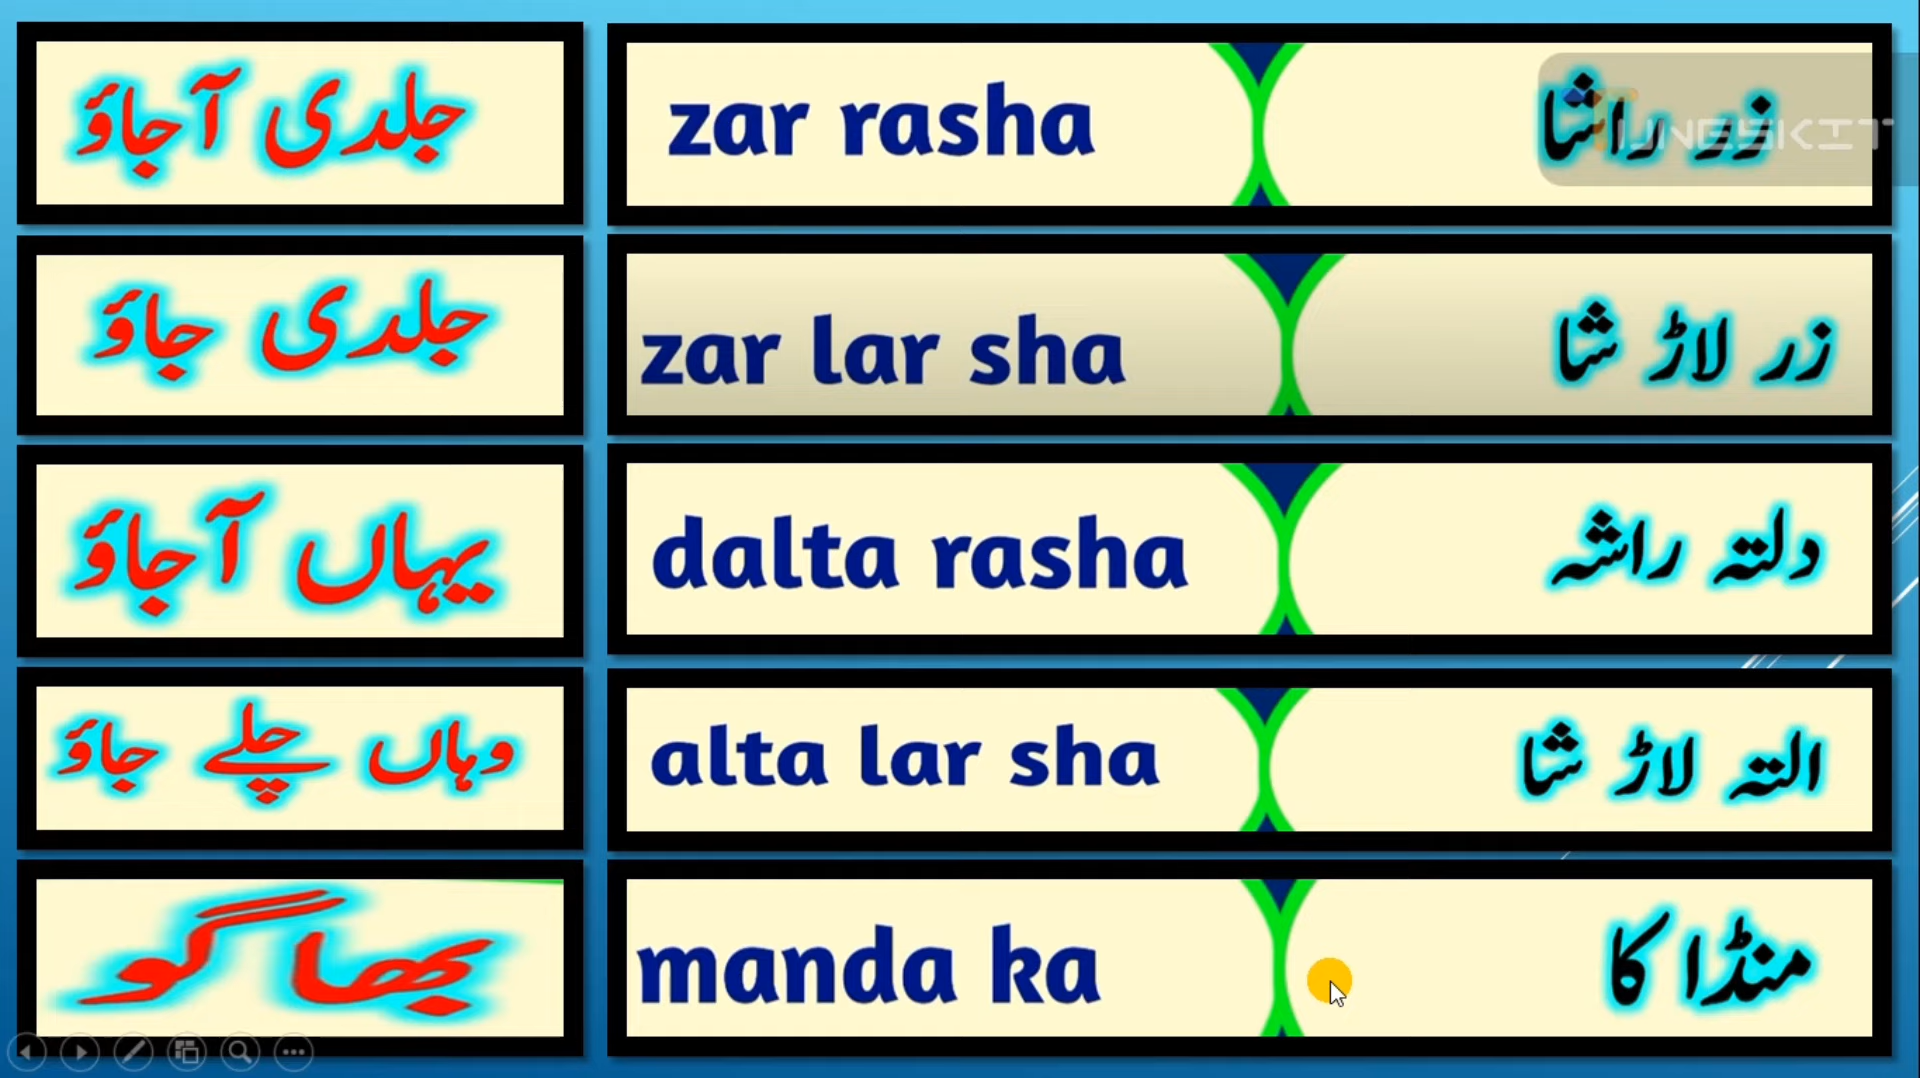 جلدی آجاؤ zar rasha زر راشا
TUNESKIT
جلدی جاؤ zar lar sha زر لاڑ شا
یہاں آجاؤ dalta rasha دلتہ راشہ
وہاں چلے جاؤ alta lar sha التہ لاڑ شا
بھاگو manda ka منڈا کا